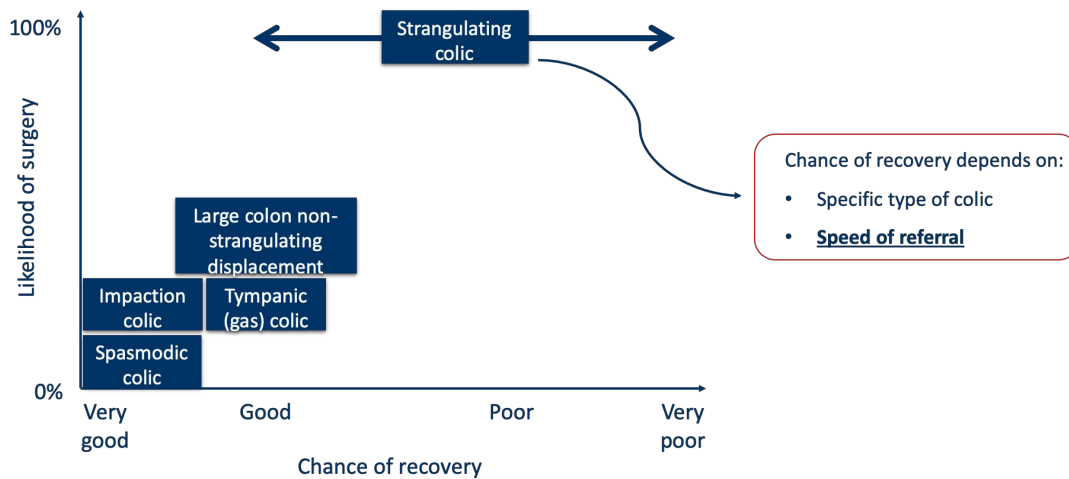 100%
Strangulating
colic
Likelihood of surgery
Chance of recovery depends on:
• Specific type of colic
• Speed of referral
Large colon non-
strangulating
displacement
Impaction
colic
Tympanic
(gas) colic
Spasmodic
colic
0%
Very
good
Good
Poor
Very
poor
Chance of recovery